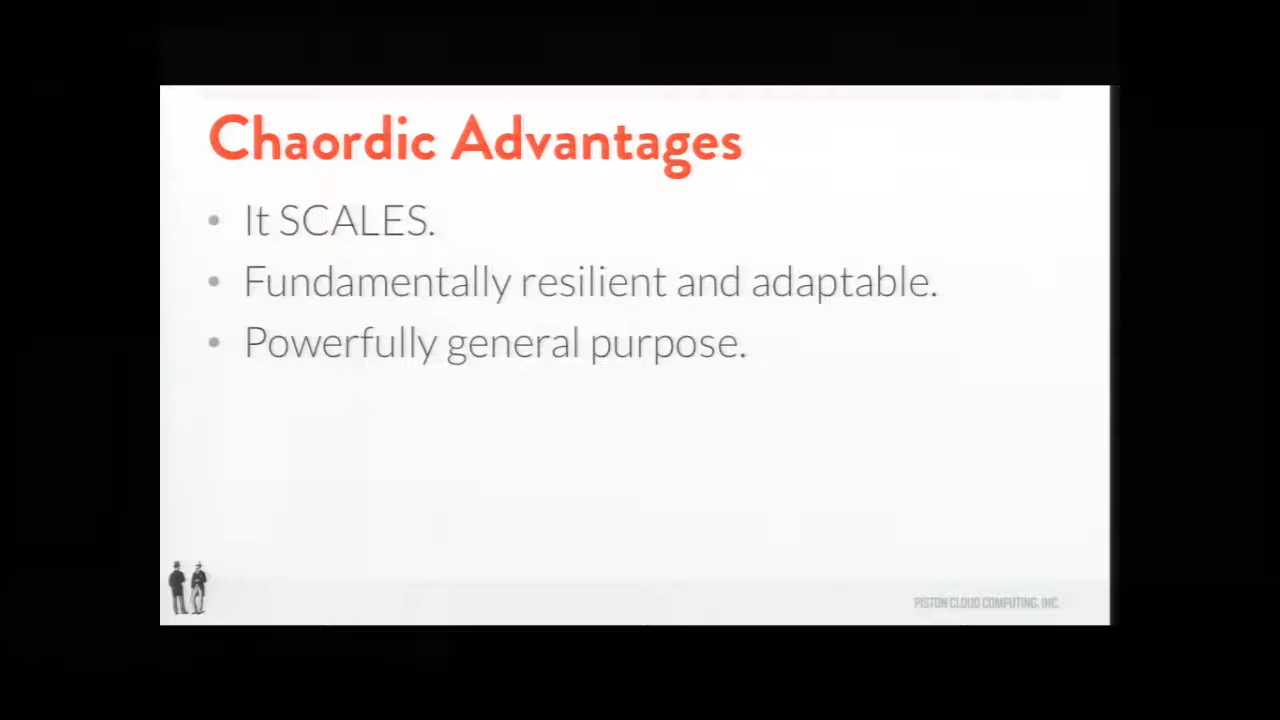 Chaordic Advantages
• It SCALES.
• Fundamentally resilient and adaptable.
• Powerfully general purpose.
PISTON CLOUD COMPUTING, INC.